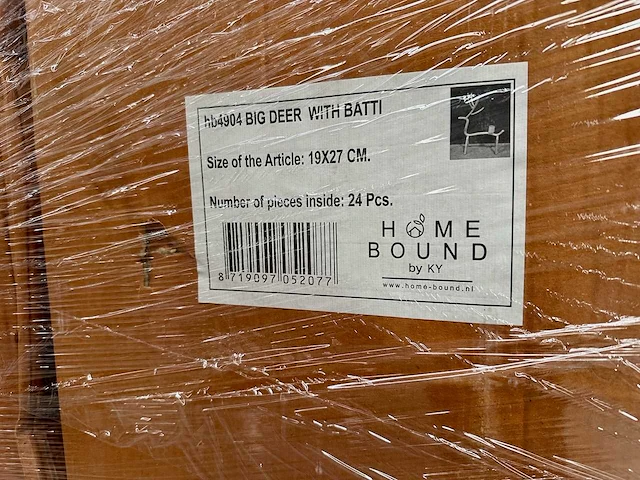 hb4904 BIG DEER WITH BATTI
Size of the Article: 19X27 CM.
Number of pieces inside: 24 Pcs.
8 719097 052077
HOME
BOUND
by KY
www.home-bound.nl